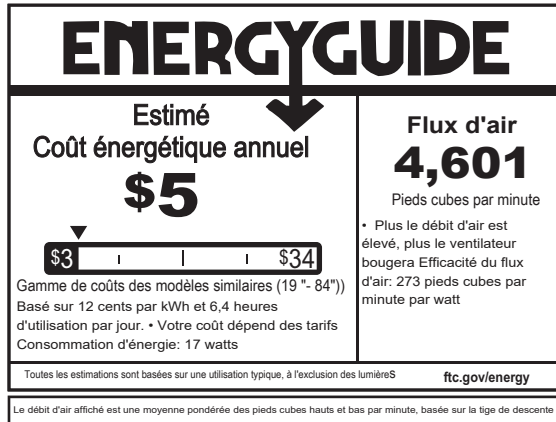 ENERGYGUIDE
Estimé
Coût énergétique annuel
$5
$3
$34
Gamme de coûts des modèles similaires (19 "- 84"))
Basé sur 12 cents par kWh et 6,4 heures
d'utilisation par jour. • Votre coût dépend des tarifs
Consommation d'énergie: 17 watts
Flux d'air
4,601
Pieds cubes par minute
• Plus le débit d'air est
élevé, plus le ventilateur
bougera Efficacité du flux
d'air: 273 pieds cubes par
minute par watt
Toutes les estimations sont basées sur une utilisation typique, à l'exclusion des lumièreS
ftc.gov/energy
Le débit d'air affiché est une moyenne pondérée des pieds cubes hauts et bas par minute, basée sur la tige de descente